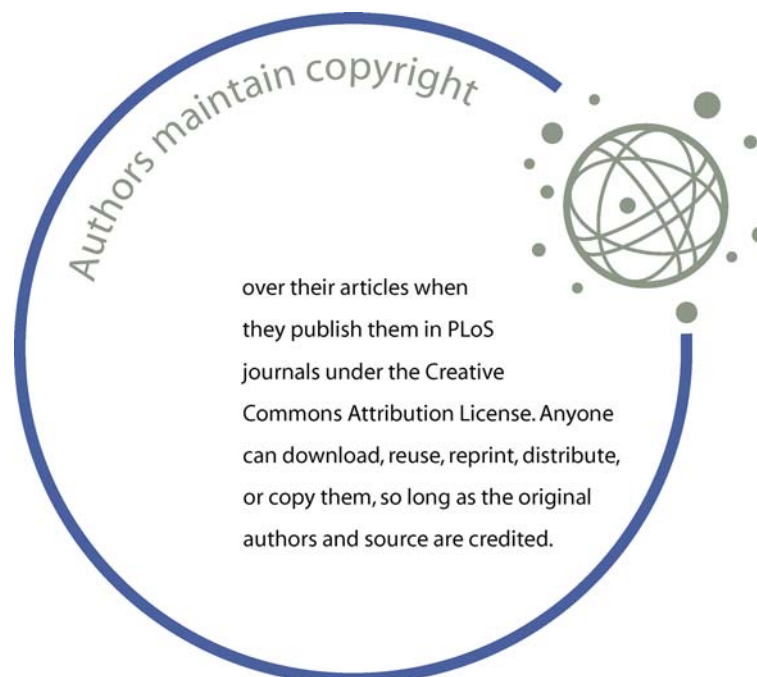 Authors maintain copyright
over their articles when
they publish them in PLoS
journals under the Creative
Commons Attribution License. Anyone
can download, reuse, reprint, distribute,
or copy them, so long as the original
authors and source are credited.